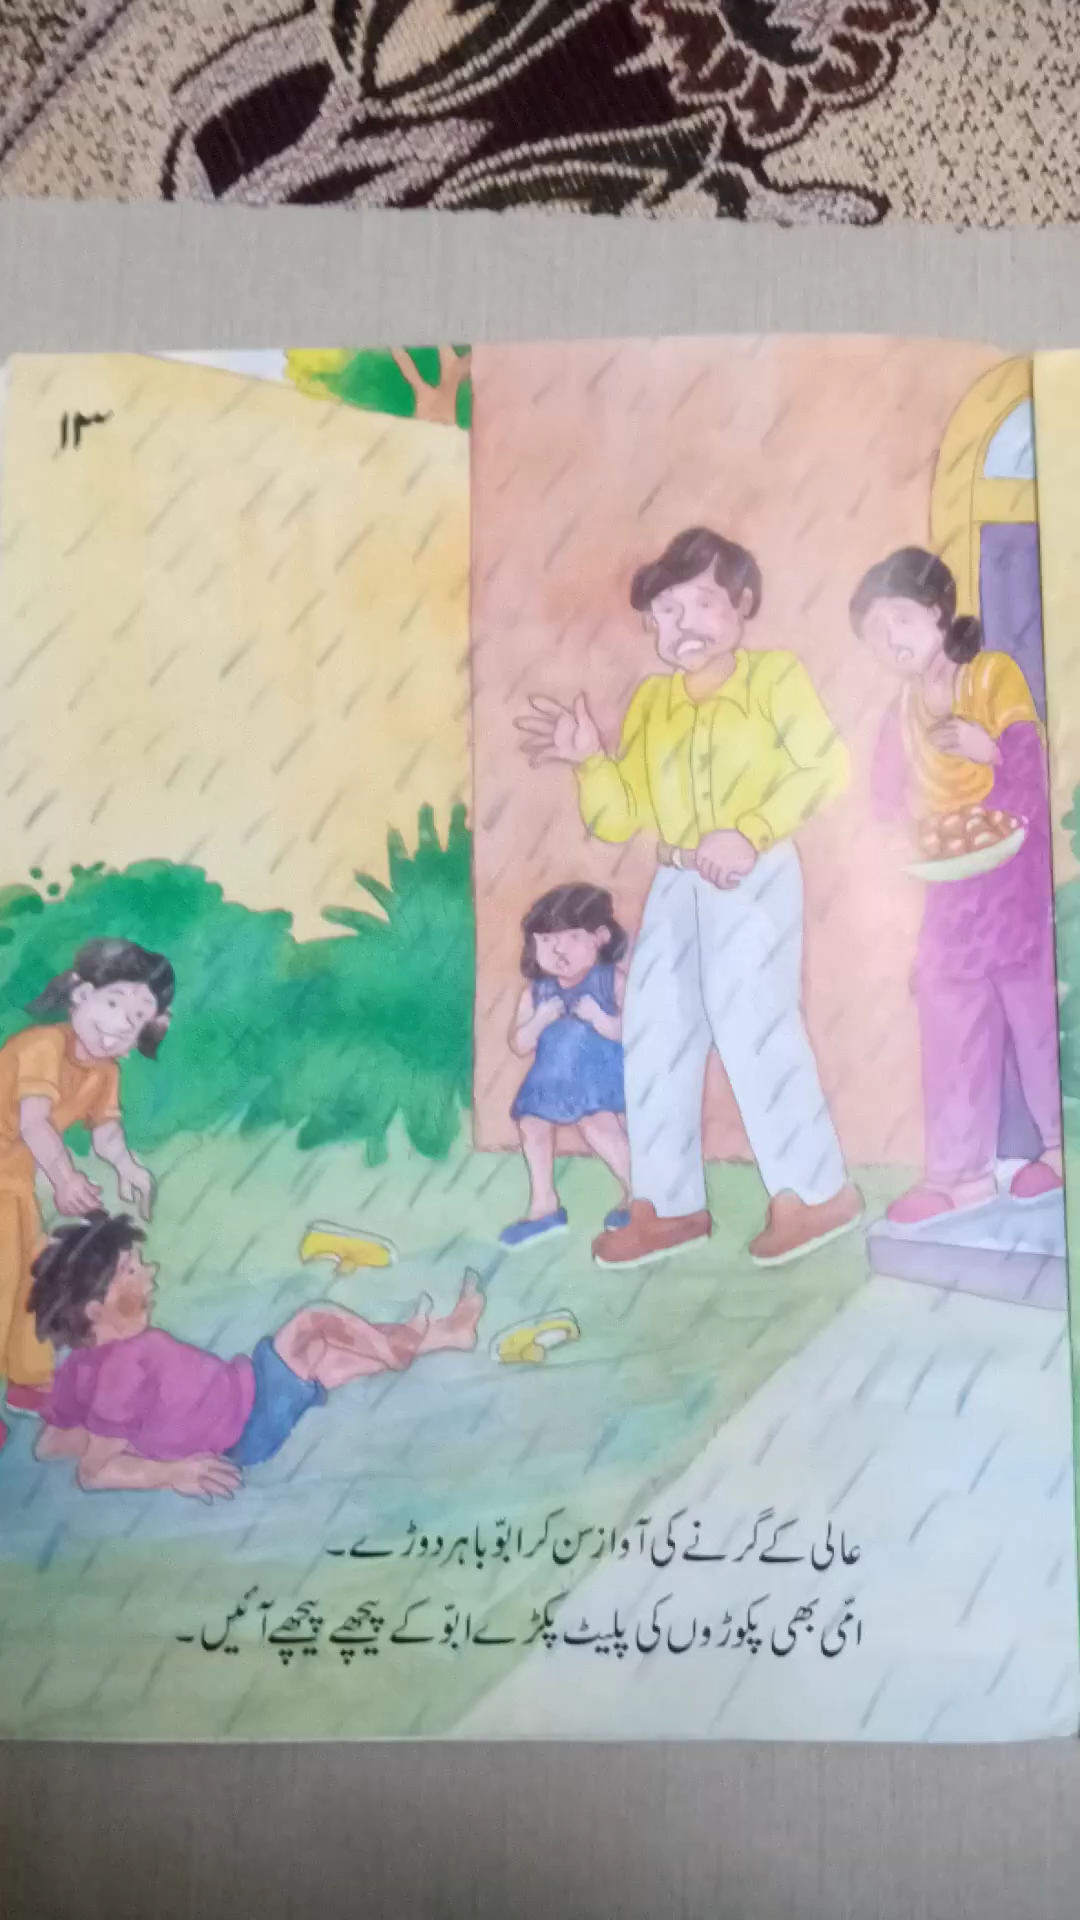 ۱۳
عالی کے گرنے کی آواز سن کر ابّو باہر دوڑے۔
امّی بھی پکوڑوں کی پلیٹ پکڑے ابّو کے پیچھے پیچھے آئیں۔